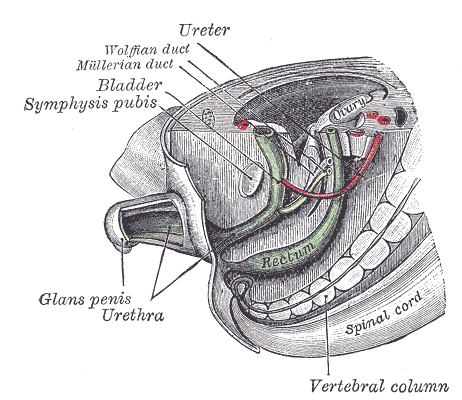 Ureter
Wolffian duct
Müllerian duct
Bladder
Symphysis pubis
Ovary
Rectum
Glans penis
Urethra
Spinal cord
Vertebral column